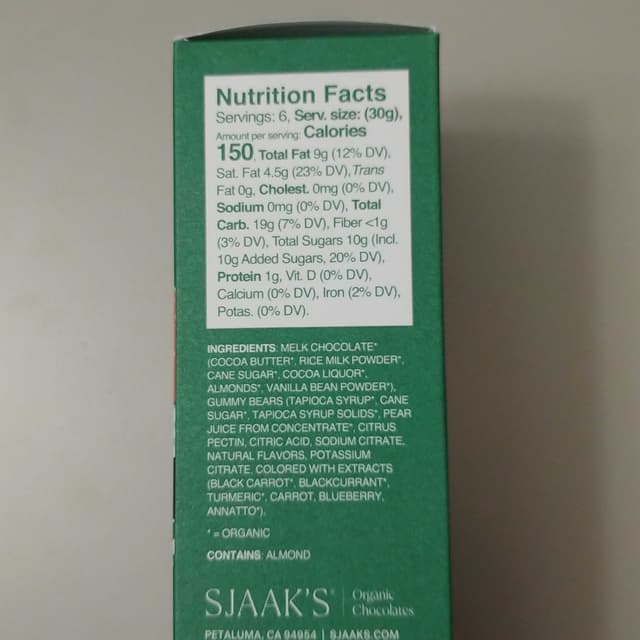 Nutrition Facts
Servings: 6, Serv. size: (30g),
Amount per serving: Calories
150, Total Fat 9g (12% DV),
Sat. Fat 4.5g (23% DV), Trans
Fat 0g, Cholest. 0mg (0% DV),
Sodium 0mg (0% DV), Total
Carb. 19g (7% DV), Fiber <1g
(3% DV), Total Sugars 10g (Incl.
10g Added Sugars, 20% DV),
Protein 1g, Vit. D (0% DV),
Calcium (0% DV), Iron (2% DV),
Potas. (0% DV).
INGREDIENTS: MELK CHOCOLATE*
(COCOA BUTTER*, RICE MILK POWDER*,
CANE SUGAR*, COCOA LIQUOR*,
ALMONDS*, VANILLA BEAN POWDER*),
GUMMY BEARS (TAPIOCA SYRUP*, CANE
SUGAR*, TAPIOCA SYRUP SOLIDS*, PEAR
JUICE FROM CONCENTRATE*, CITRUS
PECTIN, CITRIC ACID, SODIUM CITRATE,
NATURAL FLAVORS, POTASSIUM
CITRATE, COLORED WITH EXTRACTS
(BLACK CARROT*, BLACKCURRANT*,
TURMERIC*, CARROT, BLUEBERRY,
ANNATTO*).
* = ORGANIC
CONTAINS: ALMOND
SJAAK'S® | Organic
Chocolates
PETALUMA, CA 94954 | SJAAKS.COM